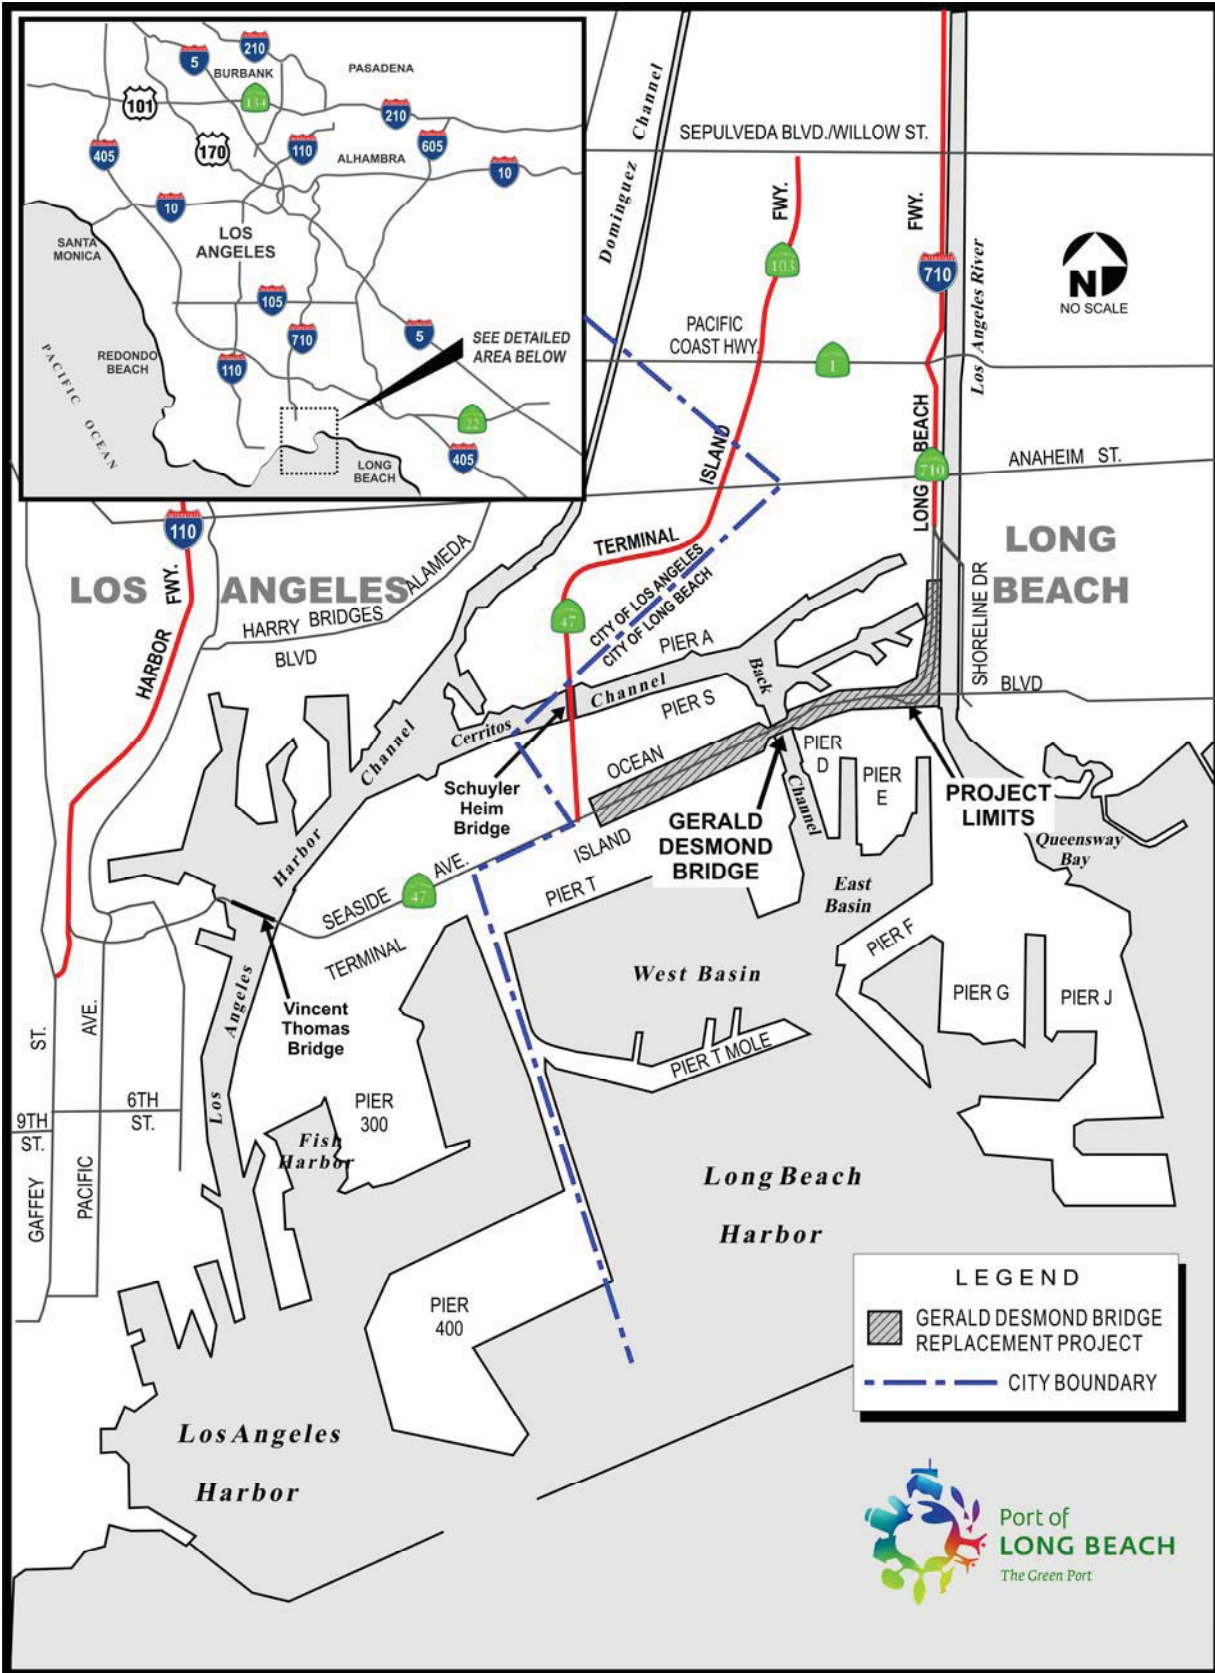 5
210
BURBANK
PASADENA
101
134
210
170
110
605
405
ALHAMBRA
10
10
LOS
ANGELES
SANTA
MONICA
105
710
5
SEE DETAILED
AREA BELOW
REDONDO
BEACH
110
PACIFIC OCEAN
22
405
LONG
BEACH
Dominguez Channel
SEPULVEDA BLVD./WILLOW ST.
FWY.
FWY.
103
710
Los Angeles River
N
NO SCALE
PACIFIC
COAST HWY.
1
ISLAND
LONG BEACH
710
ANAHEIM ST.
110
TERMINAL
LONG
BEACH
LOS ANGELES
FWY.
HARBOR
ALAMEDA
HARRY BRIDGES
BLVD
47
CITY OF LOS ANGELES
CITY OF LONG BEACH
PIER A
SHORELINE DR
BLVD
Back
Channel
Cerritos
Channel
PIER S
OCEAN
PIER
D
PIER
E
Channel
Schuyler
Heim
Bridge
GERALD
DESMOND
BRIDGE
PROJECT
LIMITS
Queensway
Bay
Harbor
Channel
ISLAND
AVE.
SEASIDE
47
PIER T
East
Basin
TERMINAL
PIER F
West Basin
PIER G
PIER J
Los
Angeles
Vincent
Thomas
Bridge
ST.
AVE.
PIER T MOLE
PIER
300
6TH
ST.
9TH
ST.
Fish
Harbor
GAFFEY
PACIFIC
Long Beach
Harbor
PIER
400
LEGEND
GERALD DESMOND BRIDGE
REPLACEMENT PROJECT
CITY BOUNDARY
Los Angeles
Harbor
Port of
LONG BEACH
The Green Port